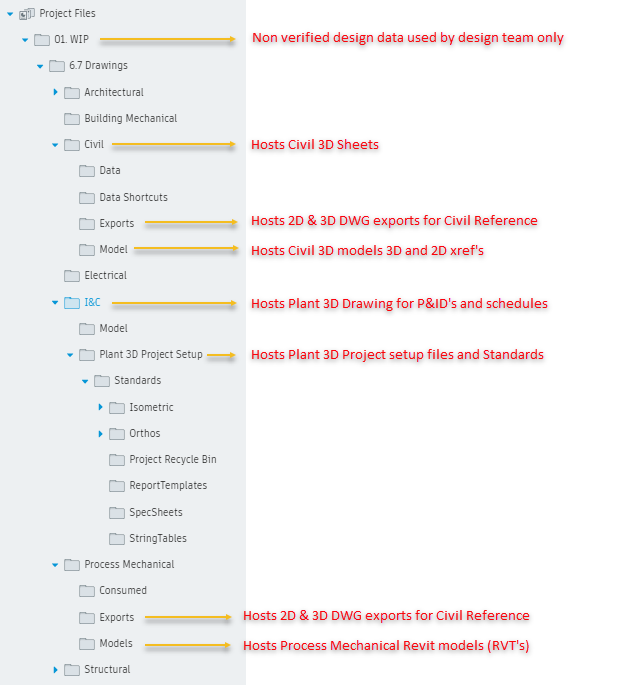 Project Files
01. WIP Non verified design data used by design team only
6.7 Drawings
Architectural
Building Mechanical
Civil Hosts Civil 3D Sheets
Data
Data Shortcuts
Exports Hosts 2D & 3D DWG exports for Civil Reference
Model Hosts Civil 3D models 3D and 2D xref's
Electrical
I&C Hosts Plant 3D Drawing for P&ID's and schedules
Model
Plant 3D Project Setup Hosts Plant 3D Project setup files and Standards
Standards
Isometric
Orthos
Project Recycle Bin
ReportTemplates
SpecSheets
StringTables
Process Mechanical
Consumed
Exports Hosts 2D & 3D DWG exports for Civil Reference
Models Hosts Process Mechanical Revit models (RVT's)
Structural